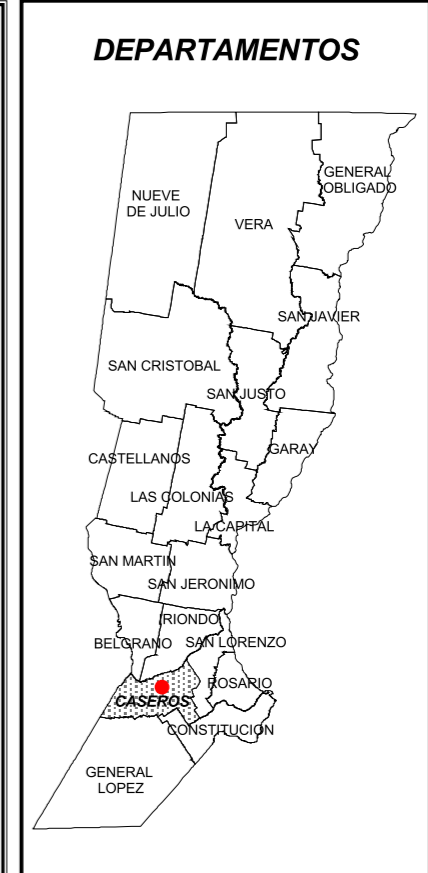 DEPARTAMENTOS
GENERAL
OBLIGADO
NUEVE
DE JULIO
VERA
SAN JAVIER
SAN CRISTOBAL
SAN JUSTO
GARAY
CASTELLANOS
LAS COLONIAS
LA CAPITAL
SAN MARTIN
SAN JERONIMO
IRIONDO
BELGRANO
SAN LORENZO
ROSARIO
CASEROS
CONSTITUCION
GENERAL
LOPEZ